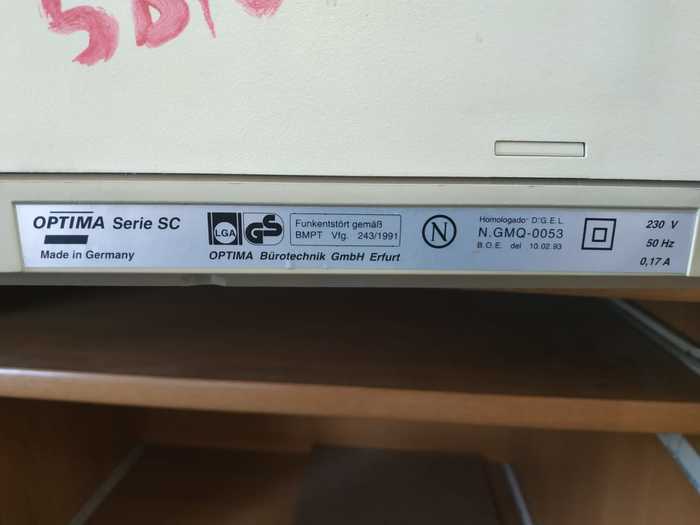 OPTIMA Serie SC
Made in Germany
LGA GS
Funkentstört gemäß
BMPT Vfg. 243/1991
OPTIMA Bürotechnik GmbH Erfurt
N
Homologado D'G.E.L
N.GMQ-0053
B.O.E. del 10.02.93
230 V
50 Hz
0,17 A